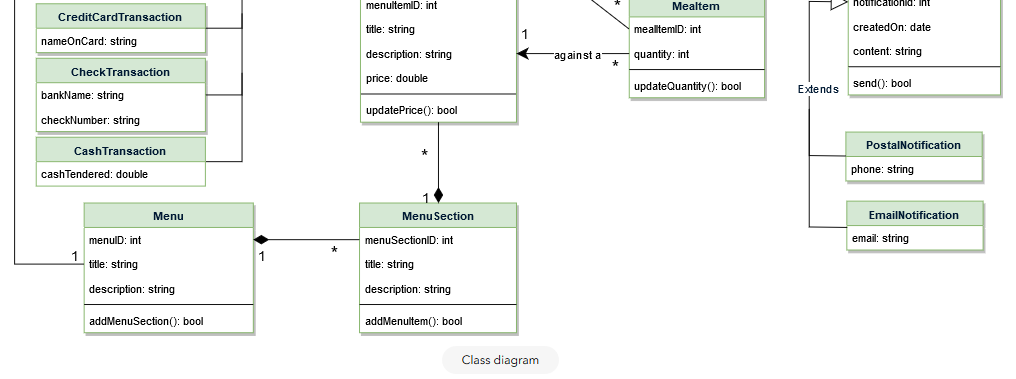 CreditCardTransaction
nameOnCard: string
CheckTransaction
bankName: string
checkNumber: string
CashTransaction
cashTendered: double
menuItemID: int
title: string
description: string
price: double
updatePrice(): bool
1
against a
*
*
MealItem
mealItemID: int
quantity: int
updateQuantity(): bool
notificationId: int
createdOn: date
content: string
send(): bool
Extends
PostalNotification
phone: string
EmailNotification
email: string
*
1
1
Menu
menuID: int
title: string
description: string
addMenuSection(): bool
1
*
MenuSection
menuSectionID: int
title: string
description: string
addMenuItem(): bool
Class diagram